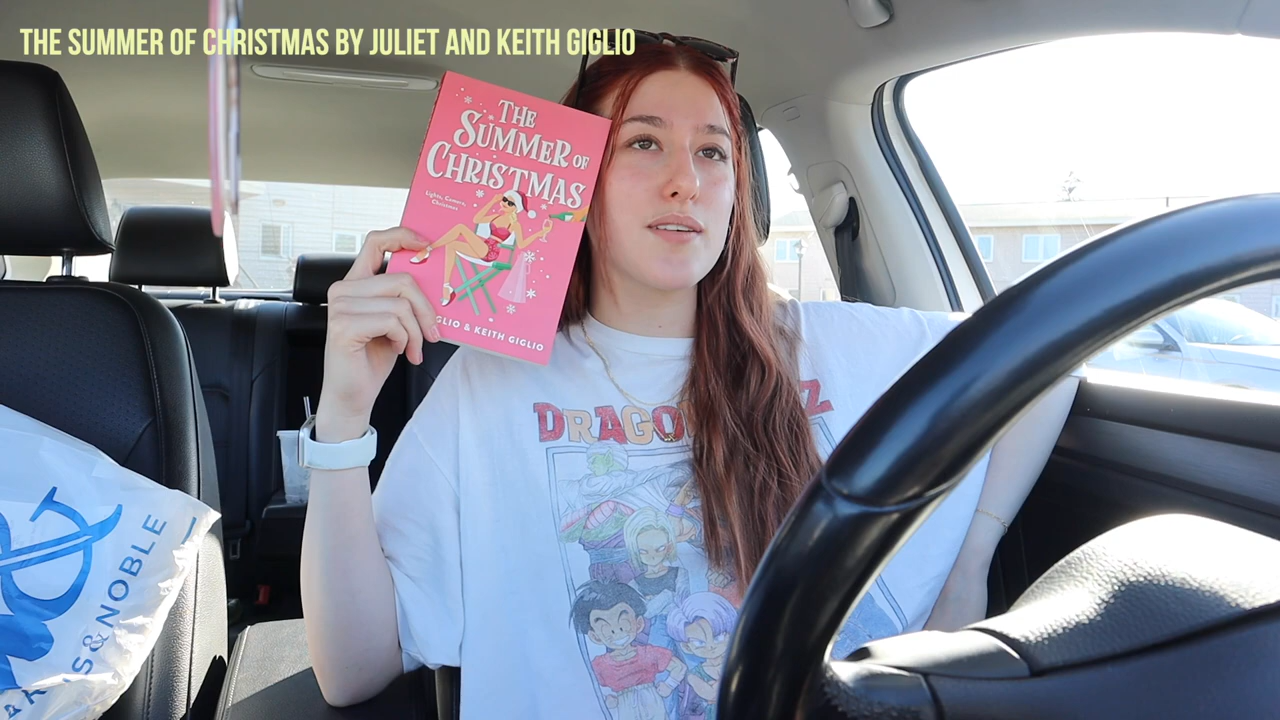 THE SUMMER OF CHRISTMAS BY JULIET AND KEITH GIGLIO
THE
SUMMER OF
CHRISTMAS
Lights, Camera,
Christmas
GLIO & KEITH GIGLIO
DRAGO Z
B&N
NOBLE